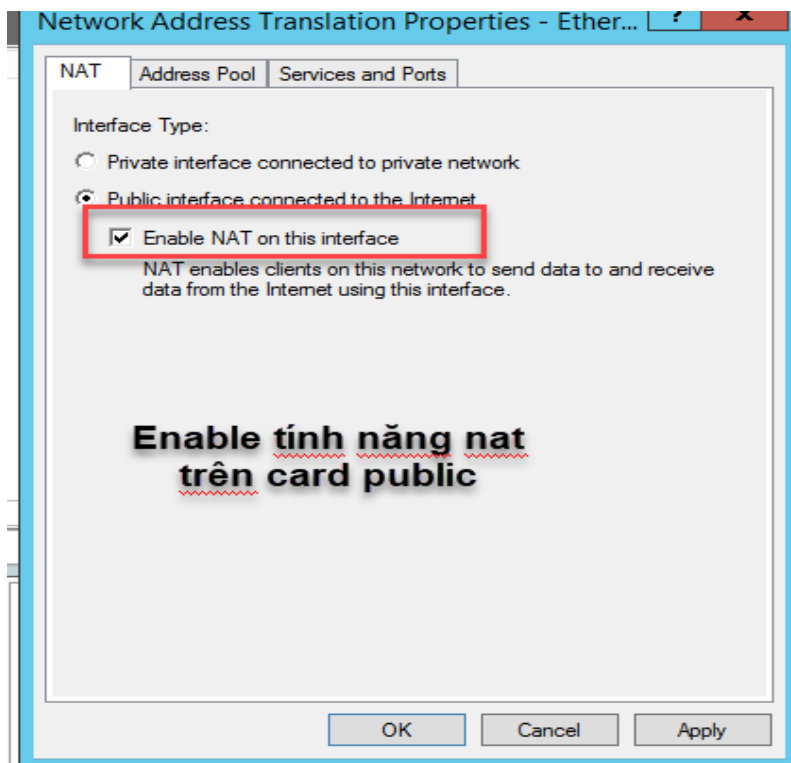 Network Address Translation Properties - Ether... ? x
NAT Address Pool Services and Ports
Interface Type:
Private interface connected to private network
Public interface connected to the Internet
Enable NAT on this interface
NAT enables clients on this network to send data to and receive
data from the Internet using this interface.
Enable tính năng nat
trên card public
OK Cancel Apply